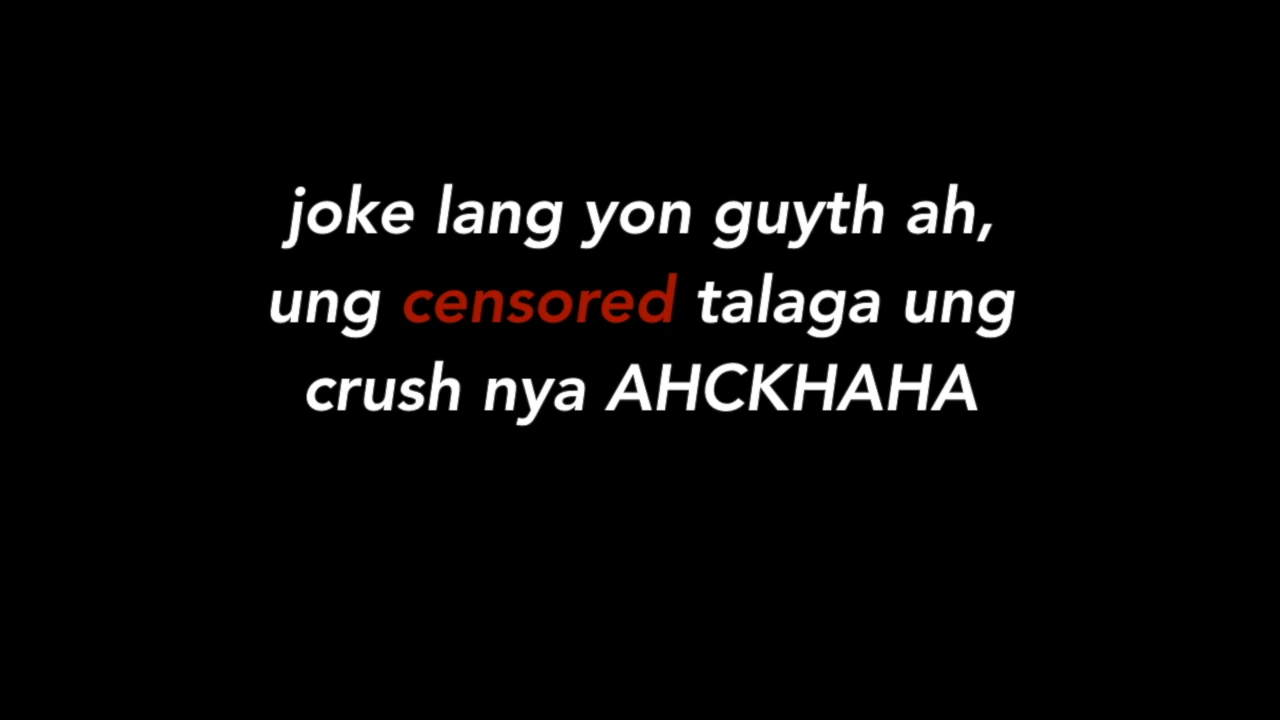 joke lang yon guyth ah,
ung censored talaga ung
crush nya AHCKHAHA